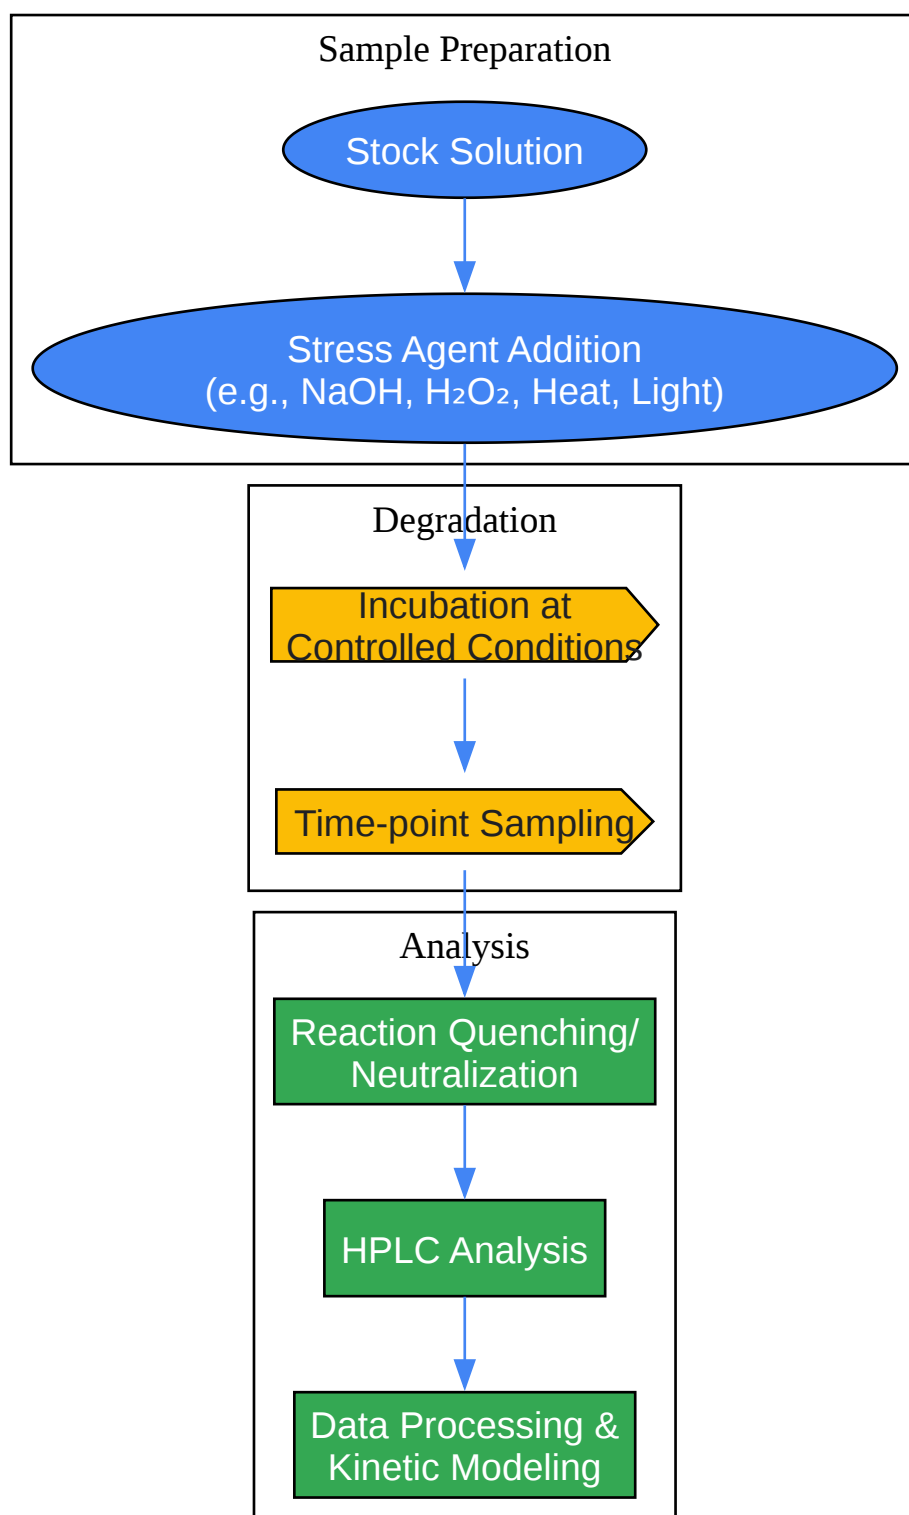 Sample Preparation
Stock Solution
Stress Agent Addition
(e.g., NaOH, H₂O₂, Heat, Light)
Degradation
Incubation at
Controlled Conditions
Time-point Sampling
Analysis
Reaction Quenching/
Neutralization
HPLC Analysis
Data Processing &
Kinetic Modeling